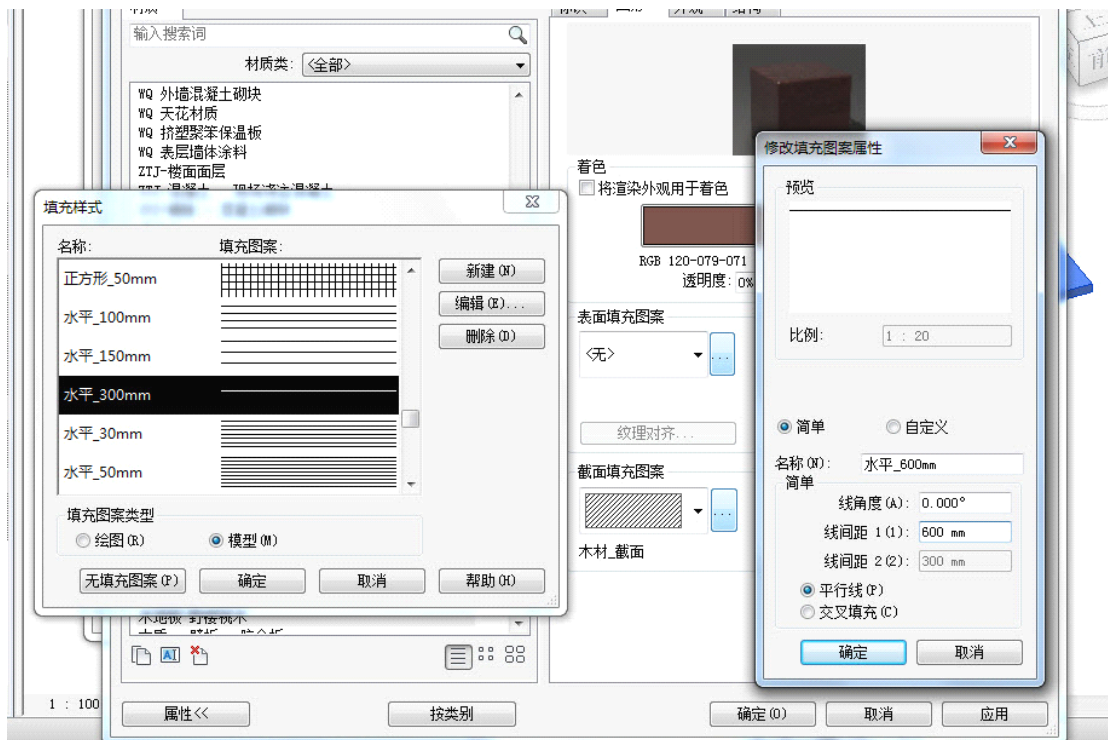 输入搜索词
材质类: <全部>
WQ 外墙混凝土砌块
WQ 天花材质
WQ 挤塑聚苯保温板
WQ 表层墙体涂料
ZTJ-楼面面层
前
着色
将渲染外观用于着色
RGB 120-079-071
透明度: 0%
表面填充图案
<无>
...
纹理对齐...
截面填充图案
...
木材_截面
填充样式
名称: 填充图案:
正方形_50mm
水平_100mm
水平_150mm
水平_300mm
水平_30mm
水平_50mm
新建(N)
编辑(E)...
删除(D)
填充图案类型
绘图(R) 模型(M)
无填充图案(F) 确定 取消 帮助(H)
修改填充图案属性
预览
比例: 1 : 20
简单 自定义
名称(N): 水平_600mm
简单
线角度(A): 0.000°
线间距 1(1): 600 mm
线间距 2(2): 300 mm
平行线(P)
交叉填充(C)
确定 取消
1 : 100
属性<<
按类别
确定(O) 取消 应用